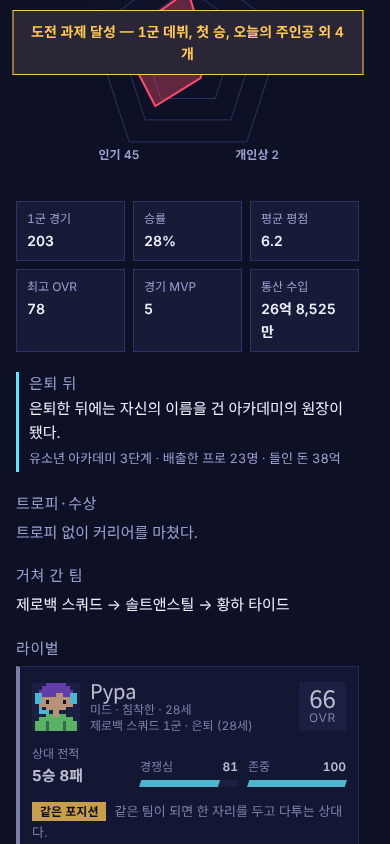 도전 과제 달성 — 1군 데뷔, 첫 승, 오늘의 주인공 외 4
개
인기 45
개인상 2
1군 경기
203
승률
28%
평균 평점
6.2
최고 OVR
78
경기 MVP
5
통산 수입
26억 8,525
만
은퇴 뒤
은퇴한 뒤에는 자신의 이름을 건 아카데미의 원장이
됐다.
유소년 아카데미 3단계 · 배출한 프로 23명 · 들인 돈 38억
트로피·수상
트로피 없이 커리어를 마쳤다.
거쳐 간 팀
제로백 스쿼드 → 솔트앤스틸 → 황하 타이드
라이벌
Pypa
미드 · 침착한 · 28세
제로백 스쿼드 1군 · 은퇴 (28세)
66
OVR
상대 전적
5승 8패
경쟁심 81
존중 100
같은 포지션 같은 팀이 되면 한 자리를 두고 다투는 상대
다.